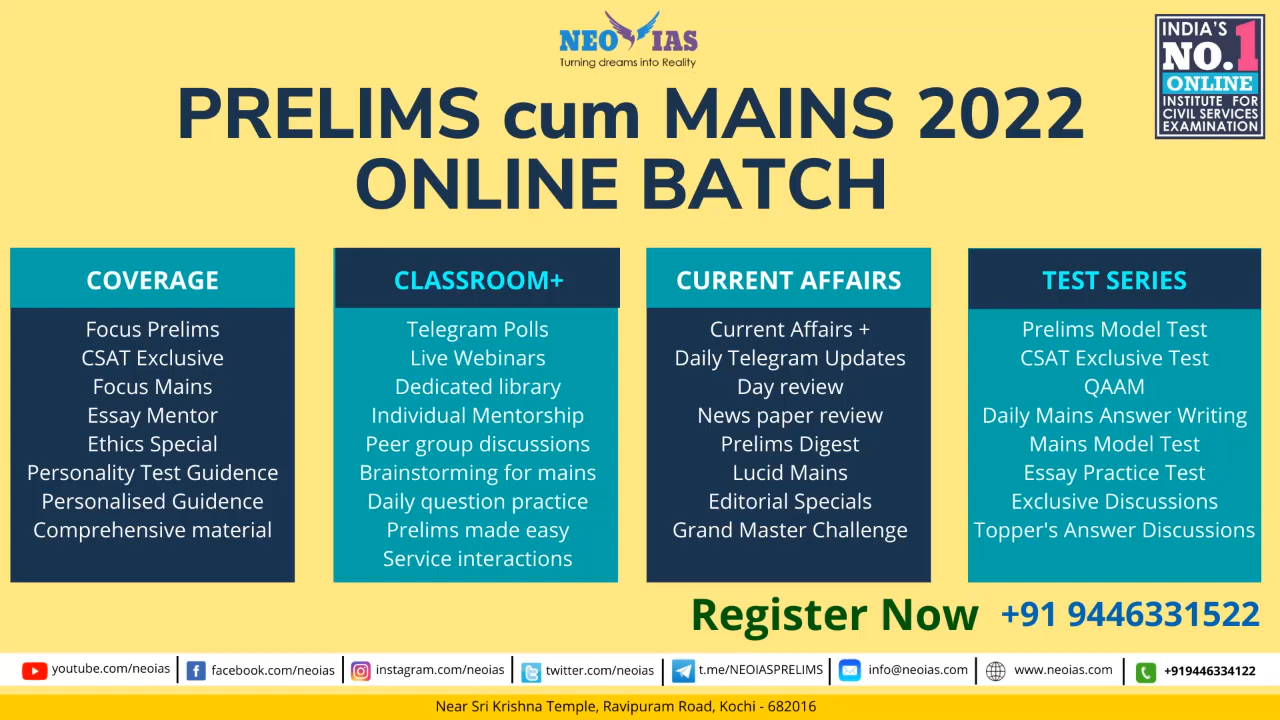 NEO IAS
Turning dreams into Reality
INDIA'S
NO.1
ONLINE
INSTITUTE FOR
CIVIL SERVICES
EXAMINATION
PRELIMS cum MAINS 2022
ONLINE BATCH
COVERAGE
Focus Prelims
CSAT Exclusive
Focus Mains
Essay Mentor
Ethics Special
Personality Test Guidence
Personalised Guidence
Comprehensive material
CLASSROOM+
Telegram Polls
Live Webinars
Dedicated library
Individual Mentorship
Peer group discussions
Brainstorming for mains
Daily question practice
Prelims made easy
Service interactions
CURRENT AFFAIRS
Current Affairs +
Daily Telegram Updates
Day review
News paper review
Prelims Digest
Lucid Mains
Editorial Specials
Grand Master Challenge
TEST SERIES
Prelims Model Test
CSAT Exclusive Test
QAAM
Daily Mains Answer Writing
Mains Model Test
Essay Practice Test
Exclusive Discussions
Topper's Answer Discussions
Register Now +91 9446331522
youtube.com/neoias facebook.com/neoias instagram.com/neoias twitter.com/neoias t.me/NEOIASPRELIMS info@neoias.com www.neoias.com +919446334122
Near Sri Krishna Temple, Ravipuram Road, Kochi - 682016